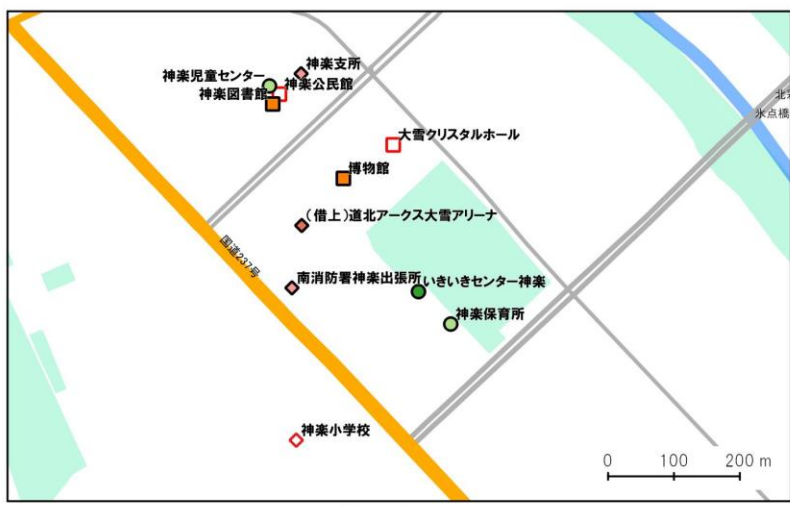 神楽支所
神楽児童センター
神楽公民館
神楽図書館
大雪クリスタルホール
氷点橋
博物館
（借上）道北アークス大雪アリーナ
国道237号
南消防署神楽出張所
いきいきセンター神楽
神楽保育所
神楽小学校
0 100 200 m